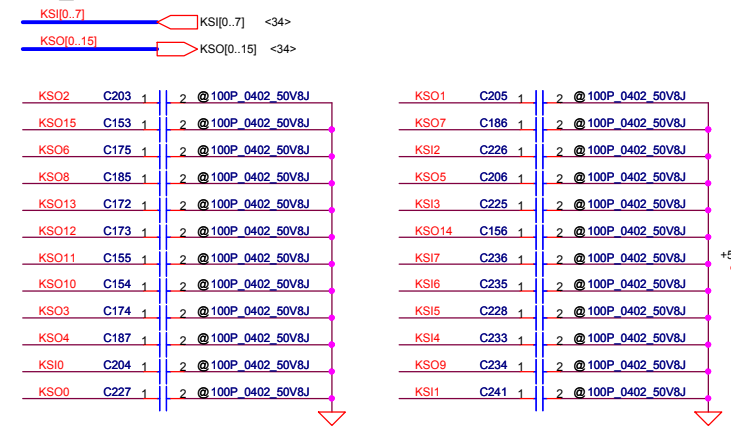 KSI[0..7] KSI[0..7] <34>
KSO[0..15] KSO[0..15] <34>
KSO2 C203 1 2 @100P_0402_50V8J
KSO15 C153 1 2 @100P_0402_50V8J
KSO6 C175 1 2 @100P_0402_50V8J
KSO8 C185 1 2 @100P_0402_50V8J
KSO13 C172 1 2 @100P_0402_50V8J
KSO12 C173 1 2 @100P_0402_50V8J
KSO11 C155 1 2 @100P_0402_50V8J
KSO10 C154 1 2 @100P_0402_50V8J
KSO3 C174 1 2 @100P_0402_50V8J
KSO4 C187 1 2 @100P_0402_50V8J
KSI0 C204 1 2 @100P_0402_50V8J
KSO0 C227 1 2 @100P_0402_50V8J
KSO1 C205 1 2 @100P_0402_50V8J
KSO7 C186 1 2 @100P_0402_50V8J
KSI2 C226 1 2 @100P_0402_50V8J
KSO5 C206 1 2 @100P_0402_50V8J
KSI3 C225 1 2 @100P_0402_50V8J
KSO14 C156 1 2 @100P_0402_50V8J
KSI7 C236 1 2 @100P_0402_50V8J
KSI6 C235 1 2 @100P_0402_50V8J
KSI5 C228 1 2 @100P_0402_50V8J
KSI4 C233 1 2 @100P_0402_50V8J
KSO9 C234 1 2 @100P_0402_50V8J
KSI1 C241 1 2 @100P_0402_50V8J